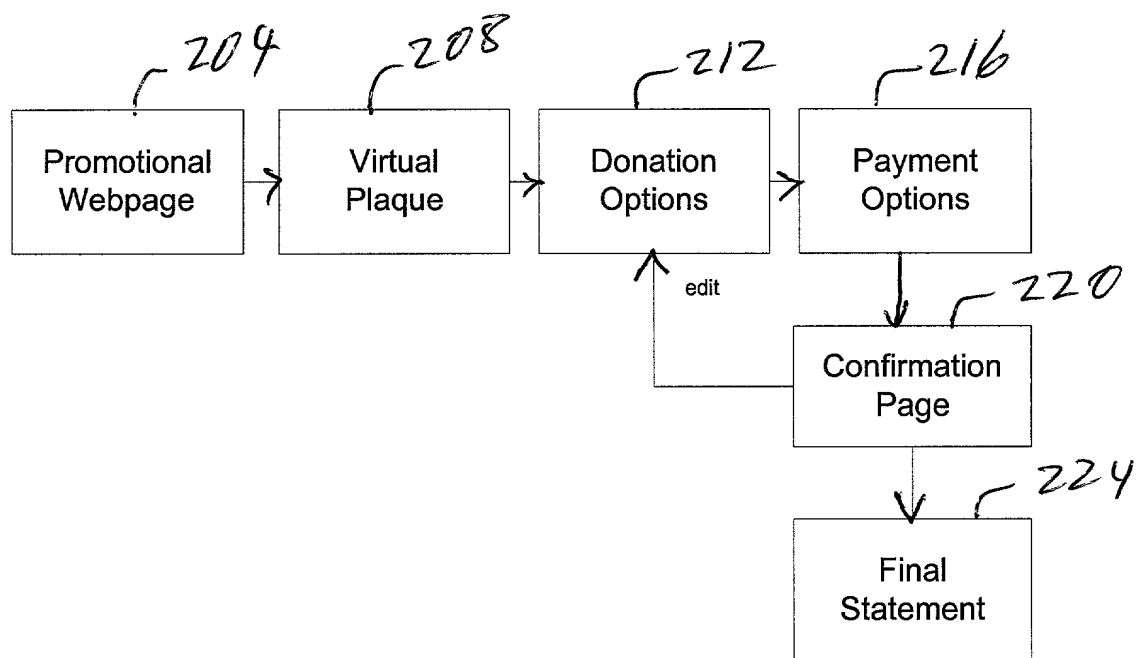 204
208
212
216
Promotional
Webpage
Virtual
Plaque
Donation
Options
Payment
Options
edit
220
Confirmation
Page
224
Final
Statement